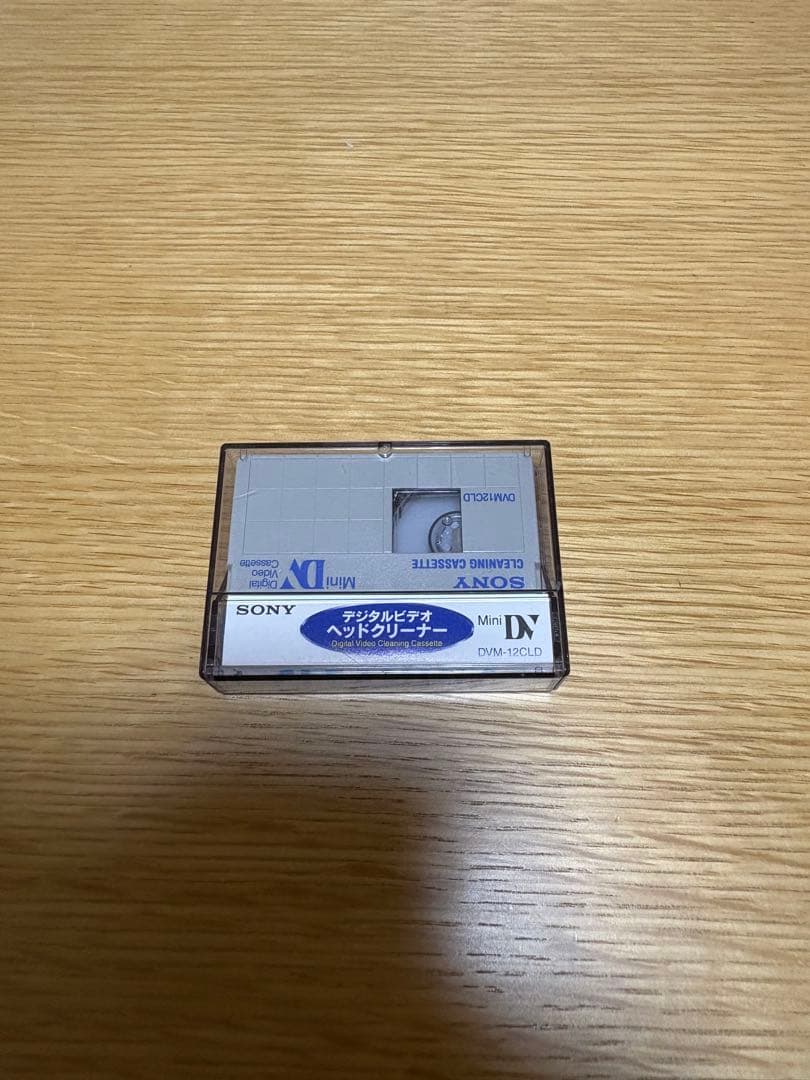 DVM12CLD
CLEANING CASSETTE
SONY
Mini DV
Digital
Video
Cassette
SONY
デジタルビデオ
ヘッドクリーナー
Digital Video Cleaning Cassette
Mini DV
DVM-12CLD